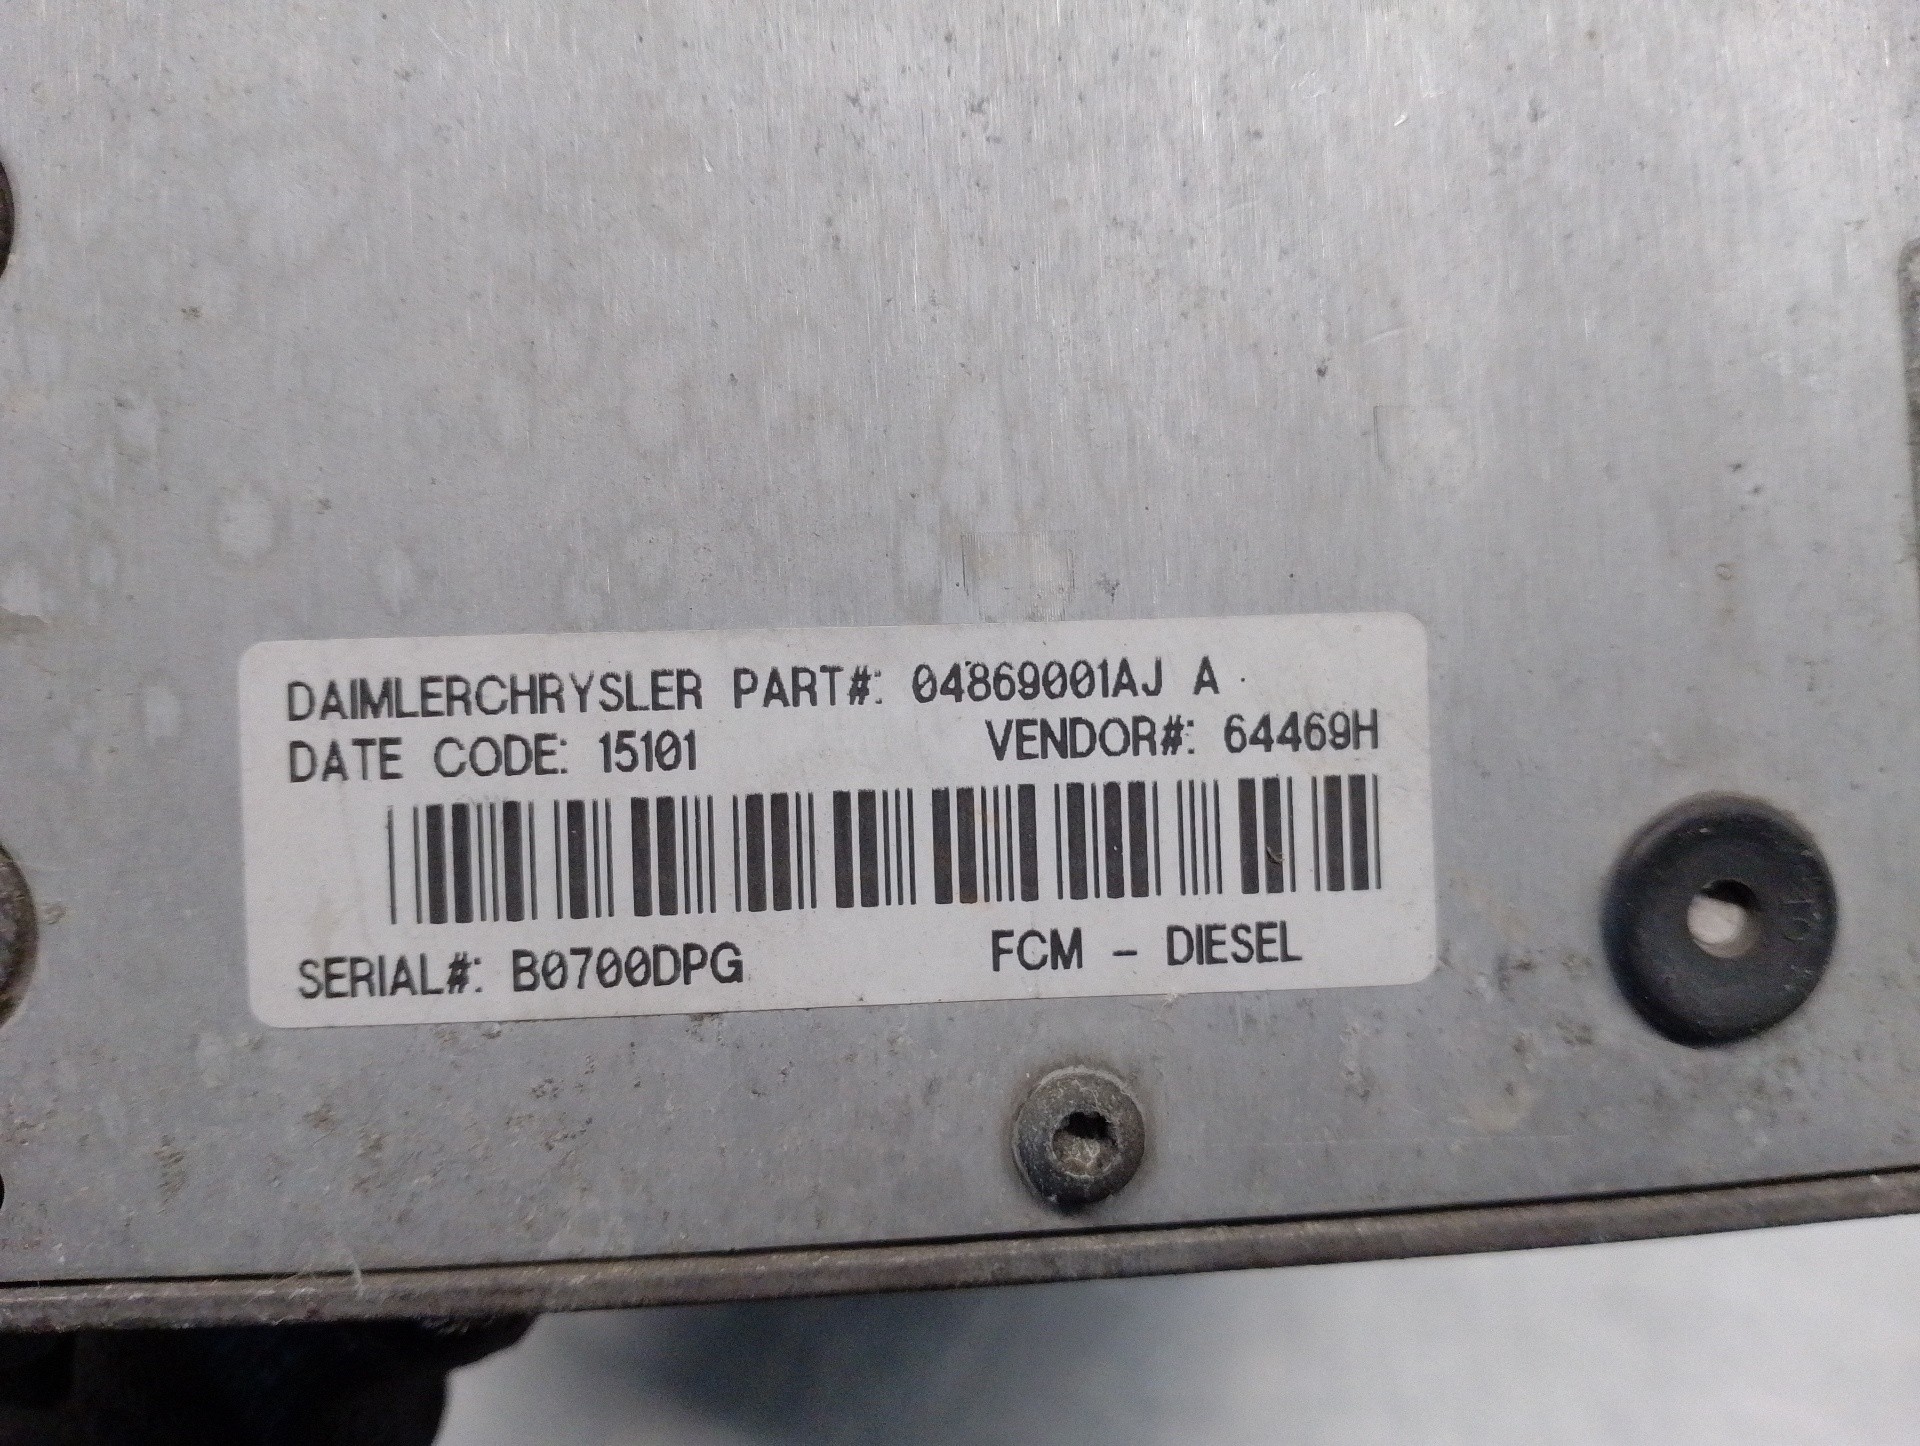 DAIMLERCHRYSLER PART#: 04869001AJ A
DATE CODE: 15101 VENDOR#: 64469H
SERIAL#: B0700DPG FCM - DIESEL